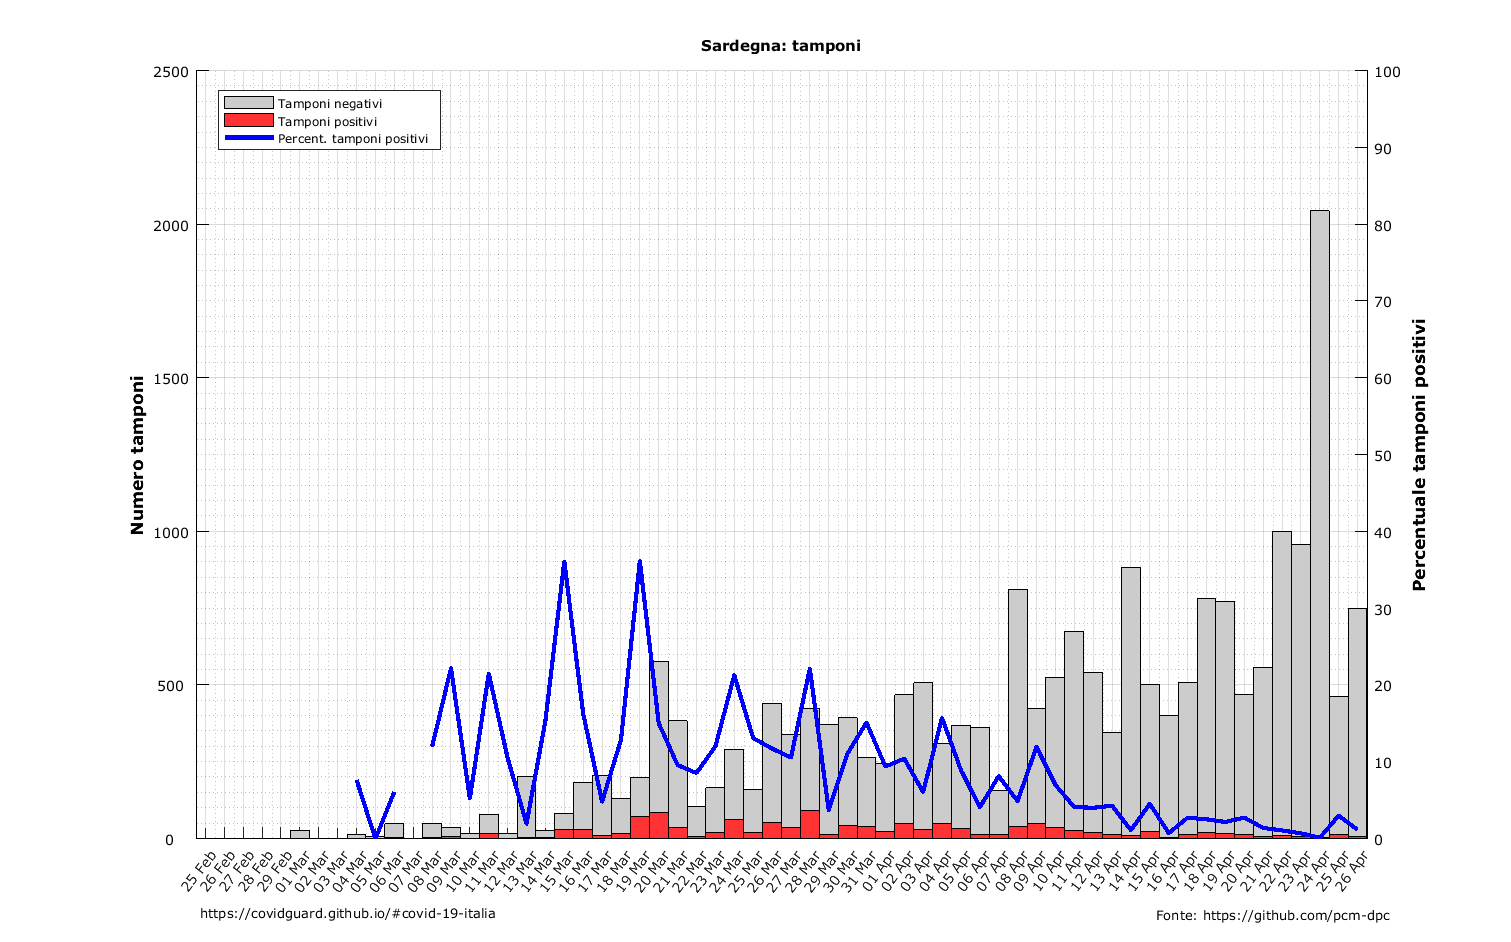 Sardegna: tamponi
Tamponi negativi
Tamponi positivi
Percent. tamponi positivi
Numero tamponi
2500
2000
1500
1000
500
0
Percentuale tamponi positivi
100
90
80
70
60
50
40
30
20
10
0
25 Feb
26 Feb
27 Feb
28 Feb
29 Feb
01 Mar
02 Mar
03 Mar
04 Mar
05 Mar
06 Mar
07 Mar
08 Mar
09 Mar
10 Mar
11 Mar
12 Mar
13 Mar
14 Mar
15 Mar
16 Mar
17 Mar
18 Mar
19 Mar
20 Mar
21 Mar
22 Mar
23 Mar
24 Mar
25 Mar
26 Mar
27 Mar
28 Mar
29 Mar
30 Mar
31 Mar
01 Apr
02 Apr
03 Apr
04 Apr
05 Apr
06 Apr
07 Apr
08 Apr
09 Apr
10 Apr
11 Apr
12 Apr
13 Apr
14 Apr
15 Apr
16 Apr
17 Apr
18 Apr
19 Apr
20 Apr
21 Apr
22 Apr
23 Apr
24 Apr
25 Apr
26 Apr
https://covidguard.github.io/#covid-19-italia
Fonte: https://github.com/pcm-dpc